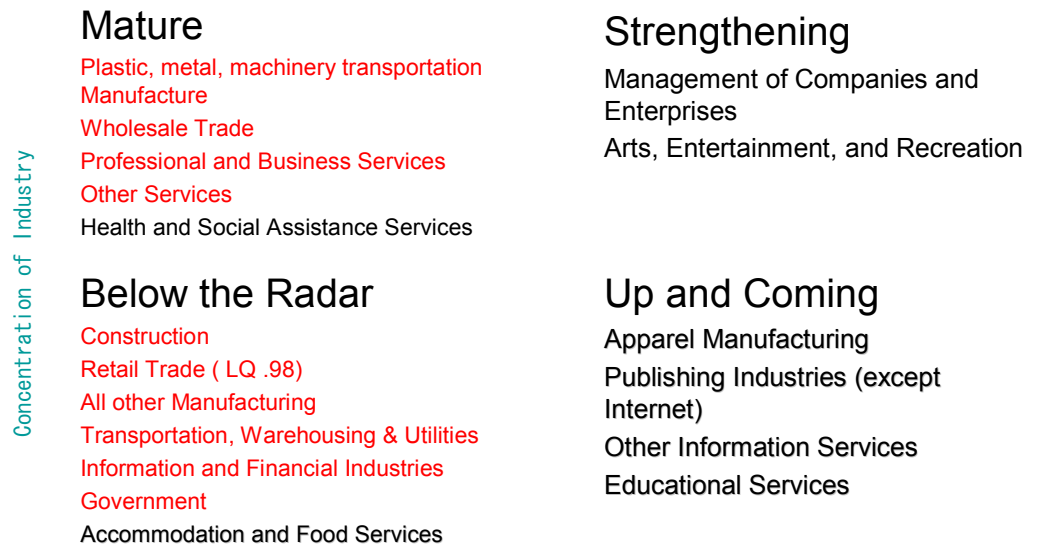 Concentration of Industry
Mature
Plastic, metal, machinery transportation
Manufacture
Wholesale Trade
Professional and Business Services
Other Services
Health and Social Assistance Services
Strengthening
Management of Companies and
Enterprises
Arts, Entertainment, and Recreation
Below the Radar
Construction
Retail Trade ( LQ .98)
All other Manufacturing
Transportation, Warehousing & Utilities
Information and Financial Industries
Government
Accommodation and Food Services
Up and Coming
Apparel Manufacturing
Publishing Industries (except
Internet)
Other Information Services
Educational Services